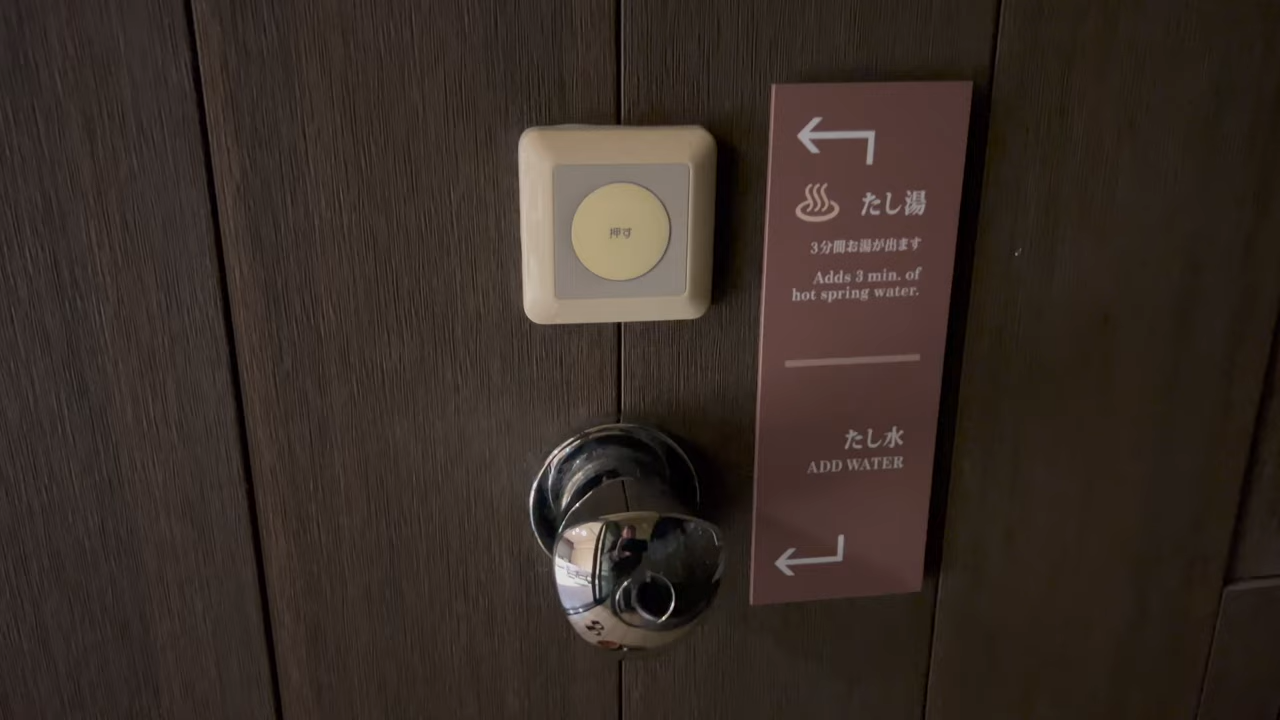 押す
たし湯
3分間お湯が出ます
Adds 3 min. of
hot spring water.
たし水
ADD WATER